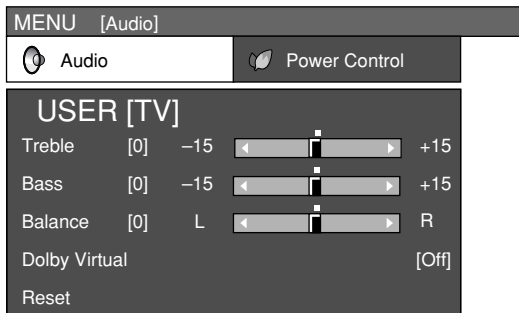 MENU [Audio]
Audio Power Control
USER [TV]
Treble [0] –15 +15
Bass [0] –15 +15
Balance [0] L R
Dolby Virtual [Off]
Reset